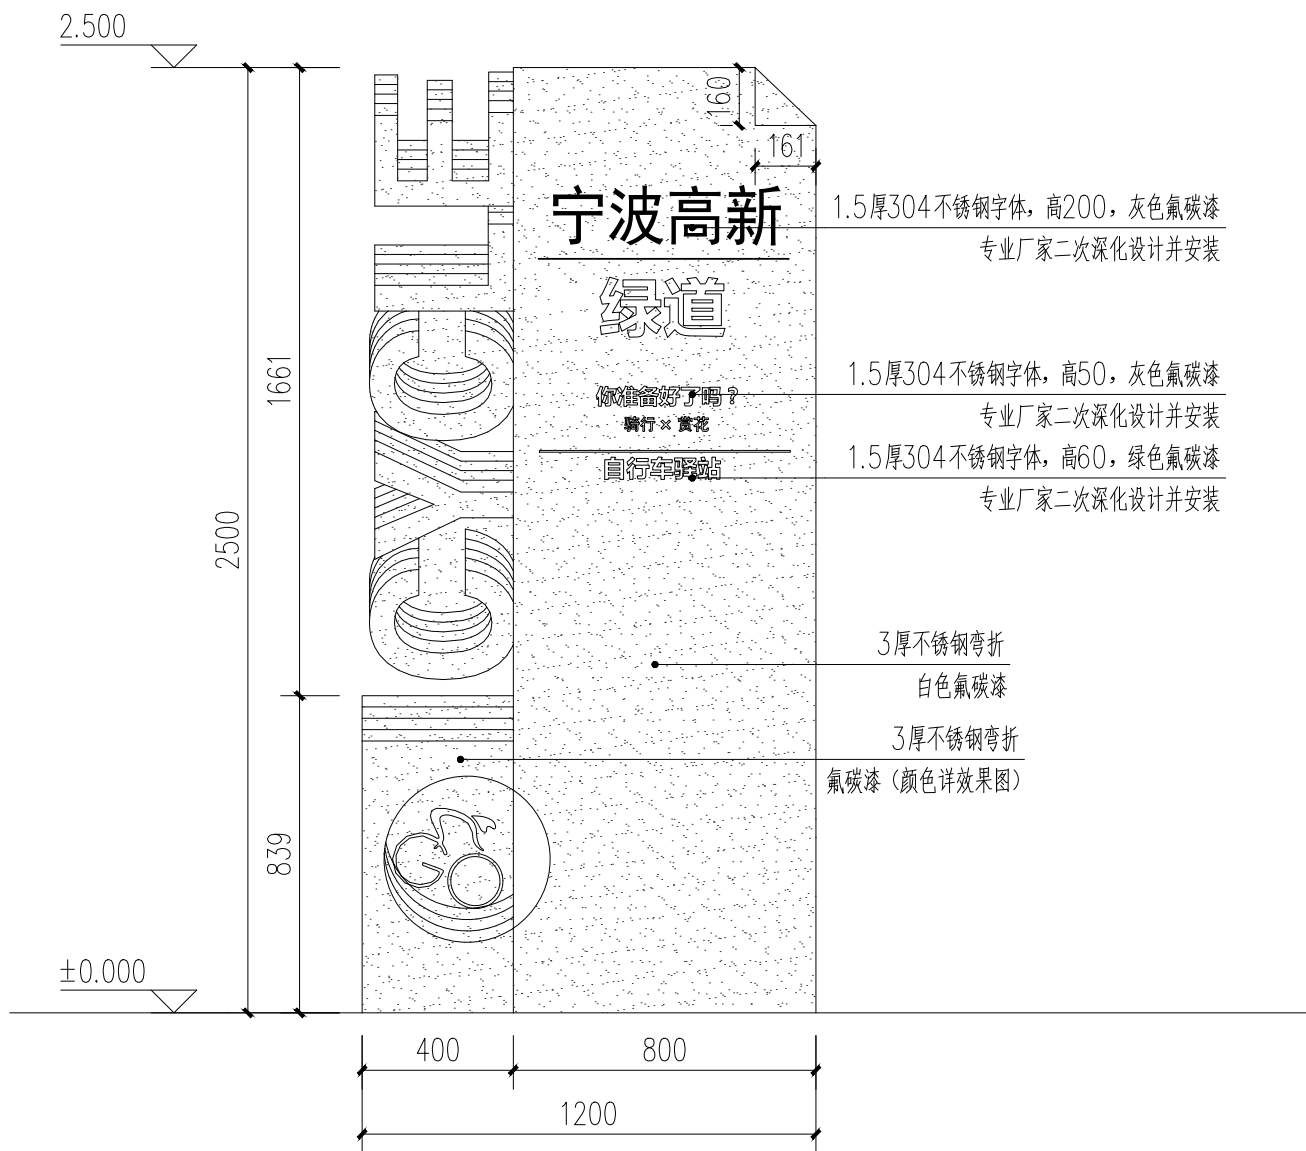 2.500
160
161
宁波高新
1.5厚304不锈钢字体，高200，灰色氟碳漆
专业厂家二次深化设计并安装
绿道
1661
1.5厚304不锈钢字体，高50，灰色氟碳漆
你准备好了吗？
专业厂家二次深化设计并安装
骑行 × 赏花
1.5厚304不锈钢字体，高60，绿色氟碳漆
自行车驿站
专业厂家二次深化设计并安装
2500
CYCLE
3厚不锈钢弯折
白色氟碳漆
3厚不锈钢弯折
氟碳漆（颜色详效果图）
839
±0.000
400
800
1200